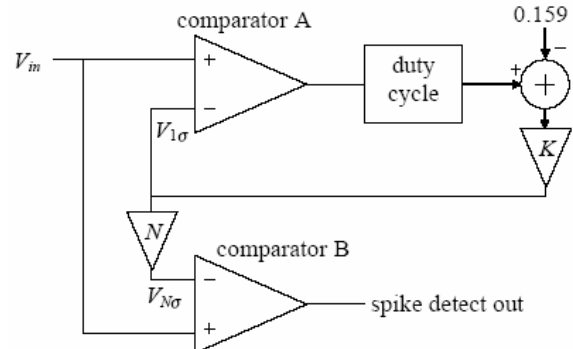 comparator A
0.159
V_in
+
−
duty
cycle
+
−
+
V_1σ
K
N
comparator B
V_Nσ
−
+
spike detect out